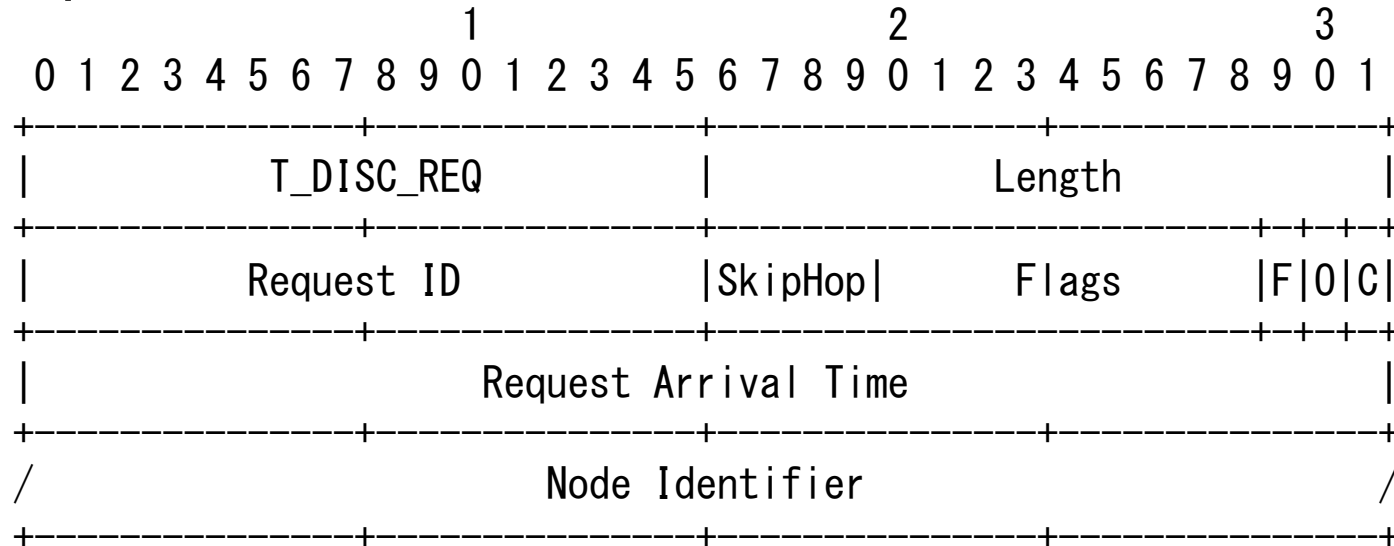 1 2 3
0 1 2 3 4 5 6 7 8 9 0 1 2 3 4 5 6 7 8 9 0 1 2 3 4 5 6 7 8 9 0 1
+---------------+---------------+---------------+---------------+
| T_DISC_REQ | Length |
+---------------+---------------+-------------------------+-+-+-+
| Request ID |SkipHop| Flags |F|O|C|
+---------------+---------------+-------------------------+-+-+-+
| Request Arrival Time |
+---------------+---------------+---------------+---------------+
/ Node Identifier /
+---------------+---------------+---------------+---------------+